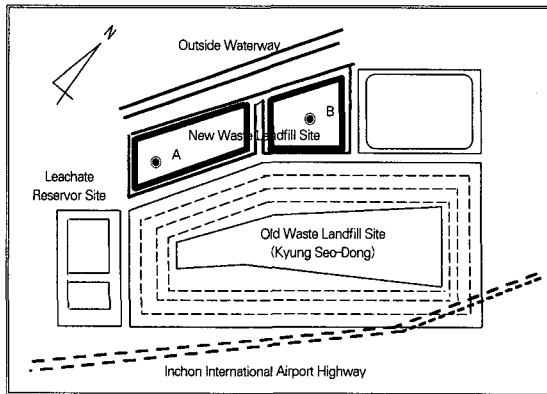 N
Outside Waterway
B
New Waste Landfill Site
A
Leachate
Reservor Site
Old Waste Landfill Site
(Kyung Seo-Dong)
Inchon International Airport Highway